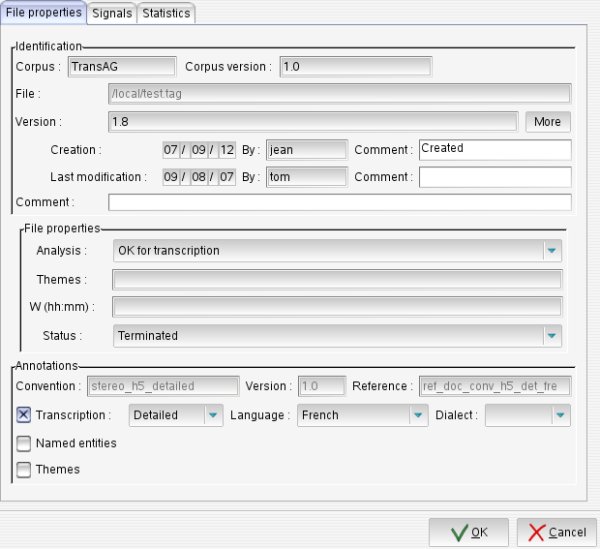 File properties Signals Statistics
Identification
Corpus : TransAG Corpus version : 1.0
File : /local/test.tag
Version : 1.8 More
Creation : 07 / 09 / 12 By : jean Comment : Created
Last modification : 09 / 08 / 07 By : tom Comment :
Comment :
File properties
Analysis : OK for transcription
Themes :
W (hh:mm) :
Status : Terminated
Annotations
Convention : stereo_h5_detailed Version : 1.0 Reference : ref_doc_conv_h5_det_fre
Transcription : Detailed Language : French Dialect :
Named entities
Themes
OK Cancel